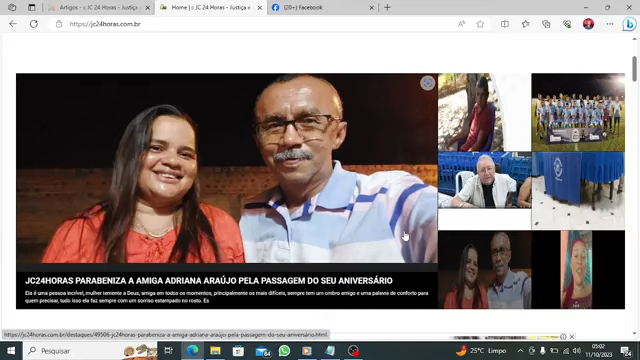 Artigos - :: JC 24 Horas - Justiça e
Home | :: JC 24 Horas - Justiça e
(20+) Facebook
https://jc24horas.com.br
JC24HORAS PARABENIZA A AMIGA ADRIANA ARAÚJO PELA PASSAGEM DO SEU ANIVERSÁRIO
Ela é uma pessoa incrível, mulher temente a Deus, amiga em todos os momentos, principalmente os mais difíceis, sempre tem um ombro amigo e uma palavra de conforto para
quem precisar, tudo isso ela faz sempre com um sorriso estampado no rosto. Es
https://jc24horas.com.br/destaques/49506-jc24horas-parabeniza-a-amiga-adriana-araujo-pela-passagem-do-seu-aniversario.html
Pesquisar
25°C Limpo
05:02
11/10/2023